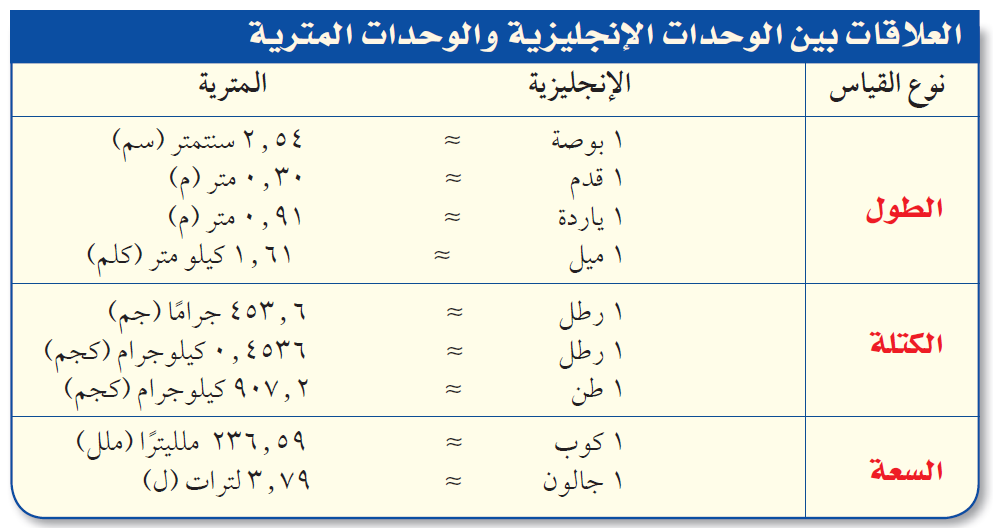 العلاقات بين الوحدات الإنجليزية والوحدات المترية
نوع القياس الإنجليزية المترية
الطول
١ بوصة ≈ ٢,٥٤ سنتمتر (سم)
١ قدم ≈ ٠,٣٠ متر (م)
١ ياردة ≈ ٠,٩١ متر (م)
١ ميل ≈ ١,٦١ كيلو متر (كلم)
الكتلة
١ رطل ≈ ٤٥٣,٦ جرامًا (جم)
١ رطل ≈ ٠,٤٥٣٦ كيلوجرام (كجم)
١ طن ≈ ٩٠٧,٢ كيلوجرام (كجم)
السعة
١ كوب ≈ ٢٣٦,٥٩ ملليترًا (ملل)
١ جالون ≈ ٣,٧٩ لترات (ل)